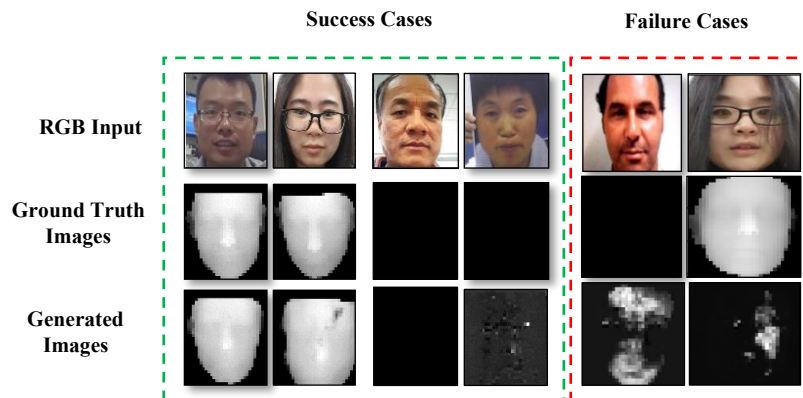 Success Cases
Failure Cases
RGB Input
Ground Truth
Images
Generated
Images